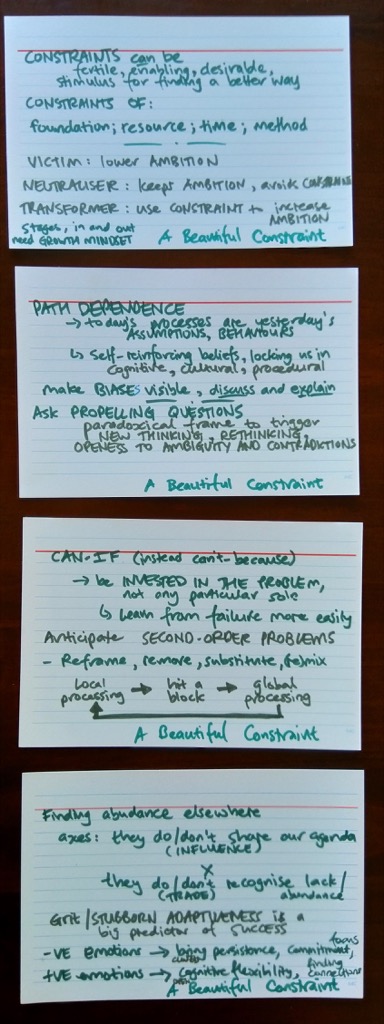 CONSTRAINTS can be
fertile, enabling, desirable,
stimulus for finding a better way
CONSTRAINTS OF:
foundation; resource; time; method
VICTIM: lower AMBITION
NEUTRALISER: keeps AMBITION, avoids CONSTRAINT
TRANSFORMER: use CONSTRAINT to increase
AMBITION
Stages, in and out
need GROWTH MINDSET
A Beautiful Constraint
PATH DEPENDENCE
→ today's processes are yesterday's
ASSUMPTIONS, BEHAVIOURS
↳ Self-reinforcing beliefs, locking us in
Cognitive, cultural, procedural
make BIASES visible, discuss and explain
Ask PROPELLING QUESTIONS
paradoxical frame to trigger
NEW THINKING, RETHINKING,
OPENESS TO AMBIGUITY AND CONTRADICTIONS
A Beautiful Constraint
CAN-IF (instead can't-because)
→ be INVESTED IN THE PROBLEM,
not any particular sole
↳ Learn from failure more easily
Anticipate SECOND-ORDER PROBLEMS
- Reframe, remove, substitute, (re)mix
Local processing → hit a block → global processing
A Beautiful Constraint
Finding abundance elsewhere
axes: they do/don't share our agenda
(INFLUENCE)
X
they do/don't recognise lack/
(TRADE) abundance
Grit/STUBBORN ADAPTIVENESS is a
big predictor of SUCCESS
-VE emotions → bring persistence, commitment, focus
+VE emotions → cognitive flexibility, finding connections
A Beautiful Constraint